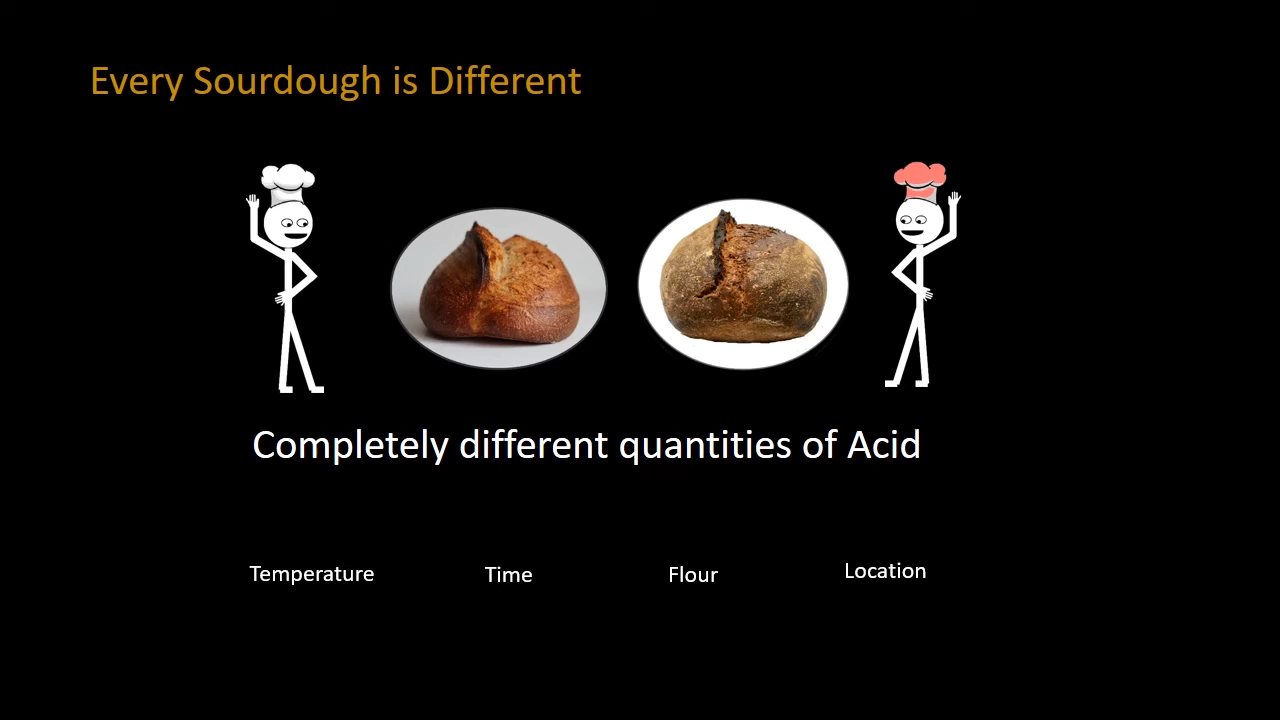 Every Sourdough is Different
Completely different quantities of Acid
Temperature
Time
Flour
Location